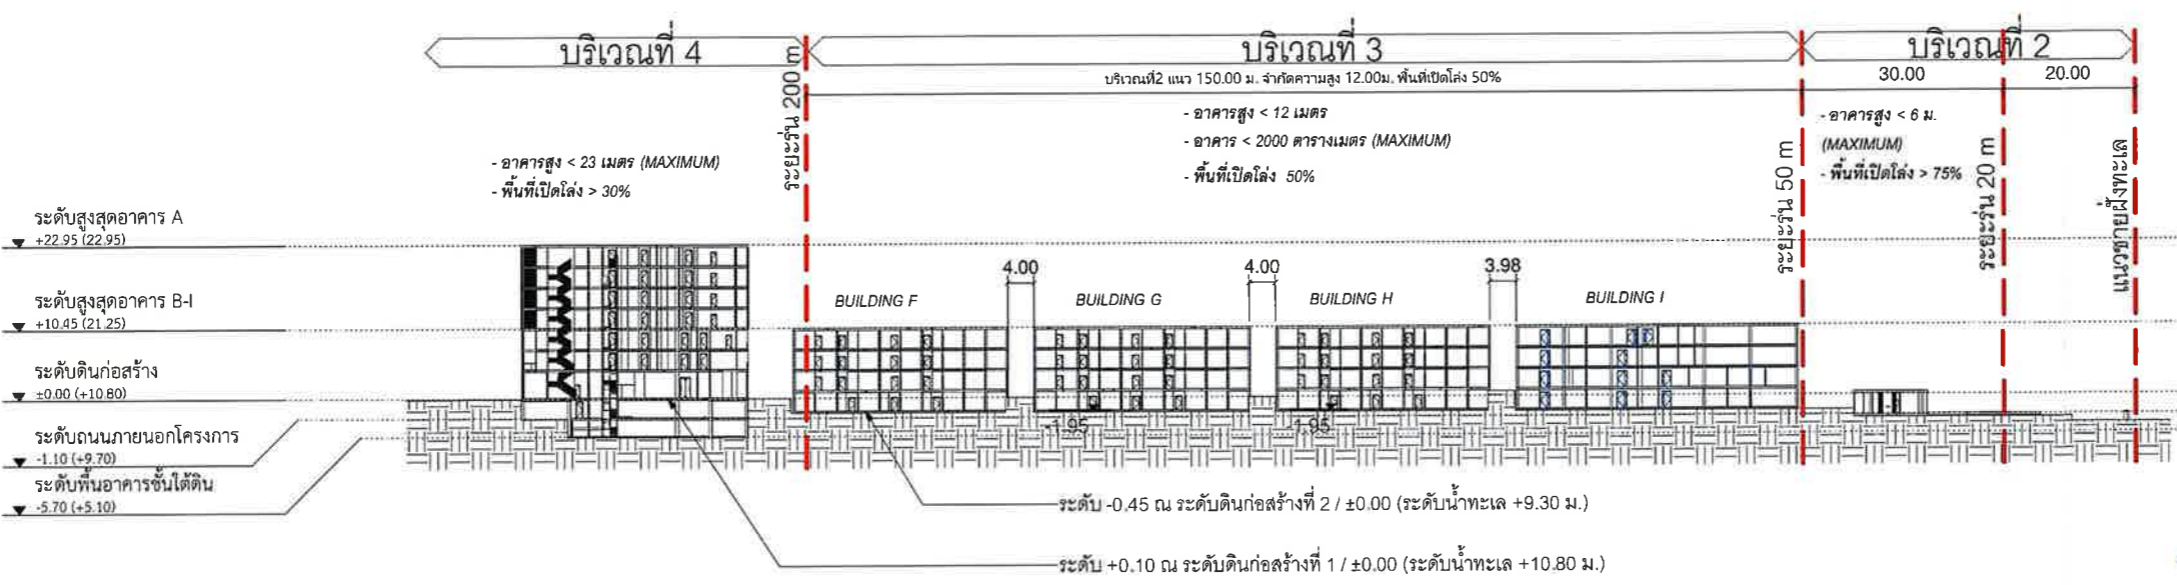 บริเวณที่ 4
บริเวณที่ 3
บริเวณที่ 2
บริเวณที่2 แนว 150.00 ม. จำกัดความสูง 12.00ม. พื้นที่เปิดโล่ง 50%
30.00
20.00
ระยะร่น 200 m
- อาคารสูง < 23 เมตร (MAXIMUM)
- พื้นที่เปิดโล่ง > 30%
- อาคารสูง < 12 เมตร
- อาคาร < 2000 ตารางเมตร (MAXIMUM)
- พื้นที่เปิดโล่ง 50%
- อาคารสูง < 6 ม.
(MAXIMUM)
- พื้นที่เปิดโล่ง > 75%
ระยะร่น 50 m
ระยะร่น 20 m
แนวชายฝั่งทะเล
ระดับสูงสุดอาคาร A
+22.95 (22.95)
ระดับสูงสุดอาคาร B-I
+10.45 (21.25)
ระดับดินก่อสร้าง
±0.00 (+10.80)
ระดับถนนภายนอกโครงการ
-1.10 (+9.70)
ระดับพื้นอาคารชั้นใต้ดิน
-5.70 (+5.10)
BUILDING F
4.00
BUILDING G
4.00
BUILDING H
3.98
BUILDING I
-1.95
-1.95
ระดับ -0.45 ณ ระดับดินก่อสร้างที่ 2 / ±0.00 (ระดับน้ำทะเล +9.30 ม.)
ระดับ +0.10 ณ ระดับดินก่อสร้างที่ 1 / ±0.00 (ระดับน้ำทะเล +10.80 ม.)